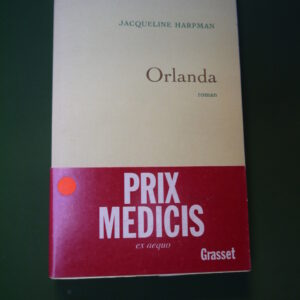 JACQUELINE HARPMAN
Orlanda
roman
PRIX
MEDICIS
ex aequo
Grasset